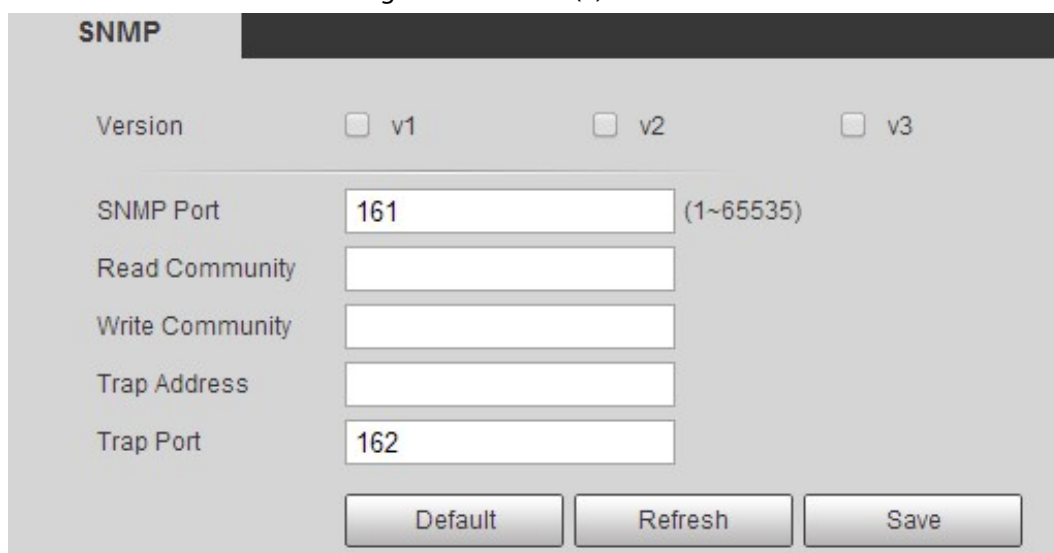 SNMP
Version v1 v2 v3
SNMP Port 161 (1~65535)
Read Community
Write Community
Trap Address
Trap Port 162
Default Refresh Save